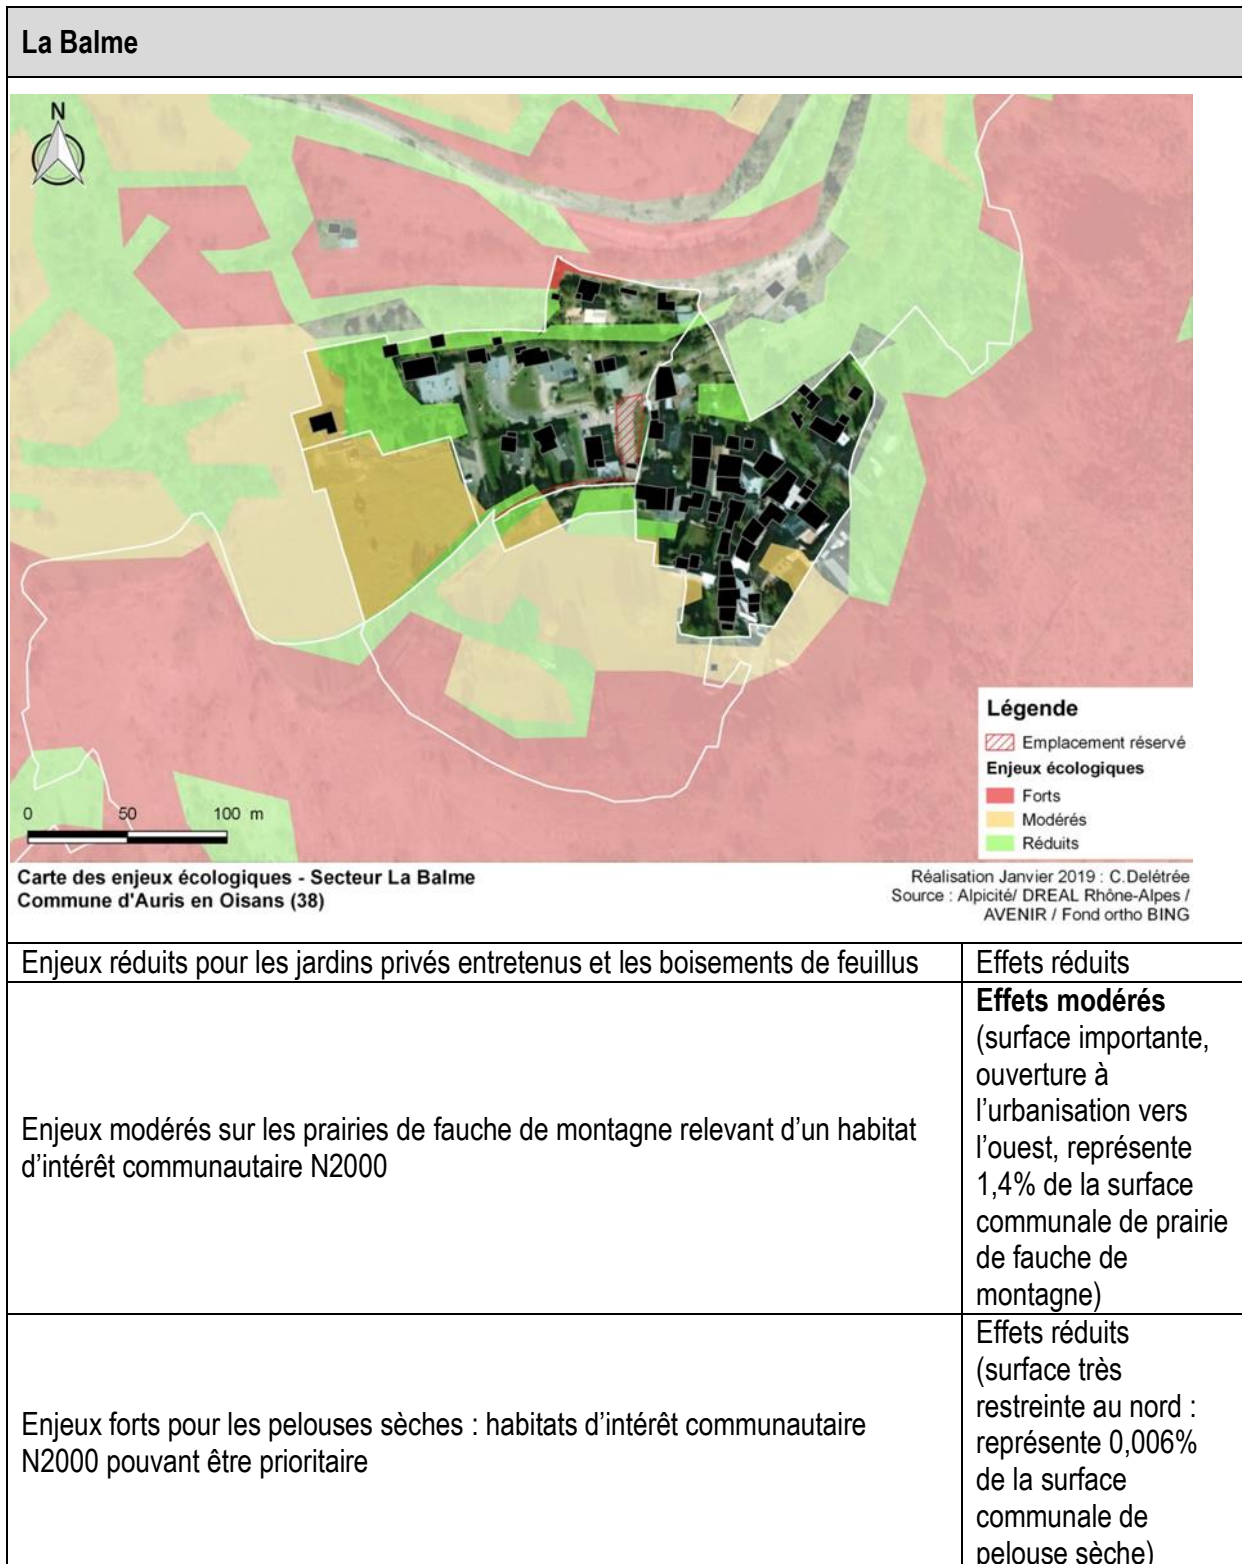 La Balme
N
0 50 100 m
Légende
Emplacement réservé
Enjeux écologiques
Forts
Modérés
Réduits
Carte des enjeux écologiques - Secteur La Balme
Commune d'Auris en Oisans (38)
Réalisation Janvier 2019 : C.Delétrée
Source : Alpicité/ DREAL Rhône-Alpes /
AVENIR / Fond ortho BING
Enjeux réduits pour les jardins privés entretenus et les boisements de feuillus
Effets réduits
Enjeux modérés sur les prairies de fauche de montagne relevant d’un habitat
d’intérêt communautaire N2000
Effets modérés
(surface importante,
ouverture à
l’urbanisation vers
l’ouest, représente
1,4% de la surface
communale de prairie
de fauche de
montagne)
Enjeux forts pour les pelouses sèches : habitats d’intérêt communautaire
N2000 pouvant être prioritaire
Effets réduits
(surface très
restreinte au nord :
représente 0,006%
de la surface
communale de
pelouse sèche)